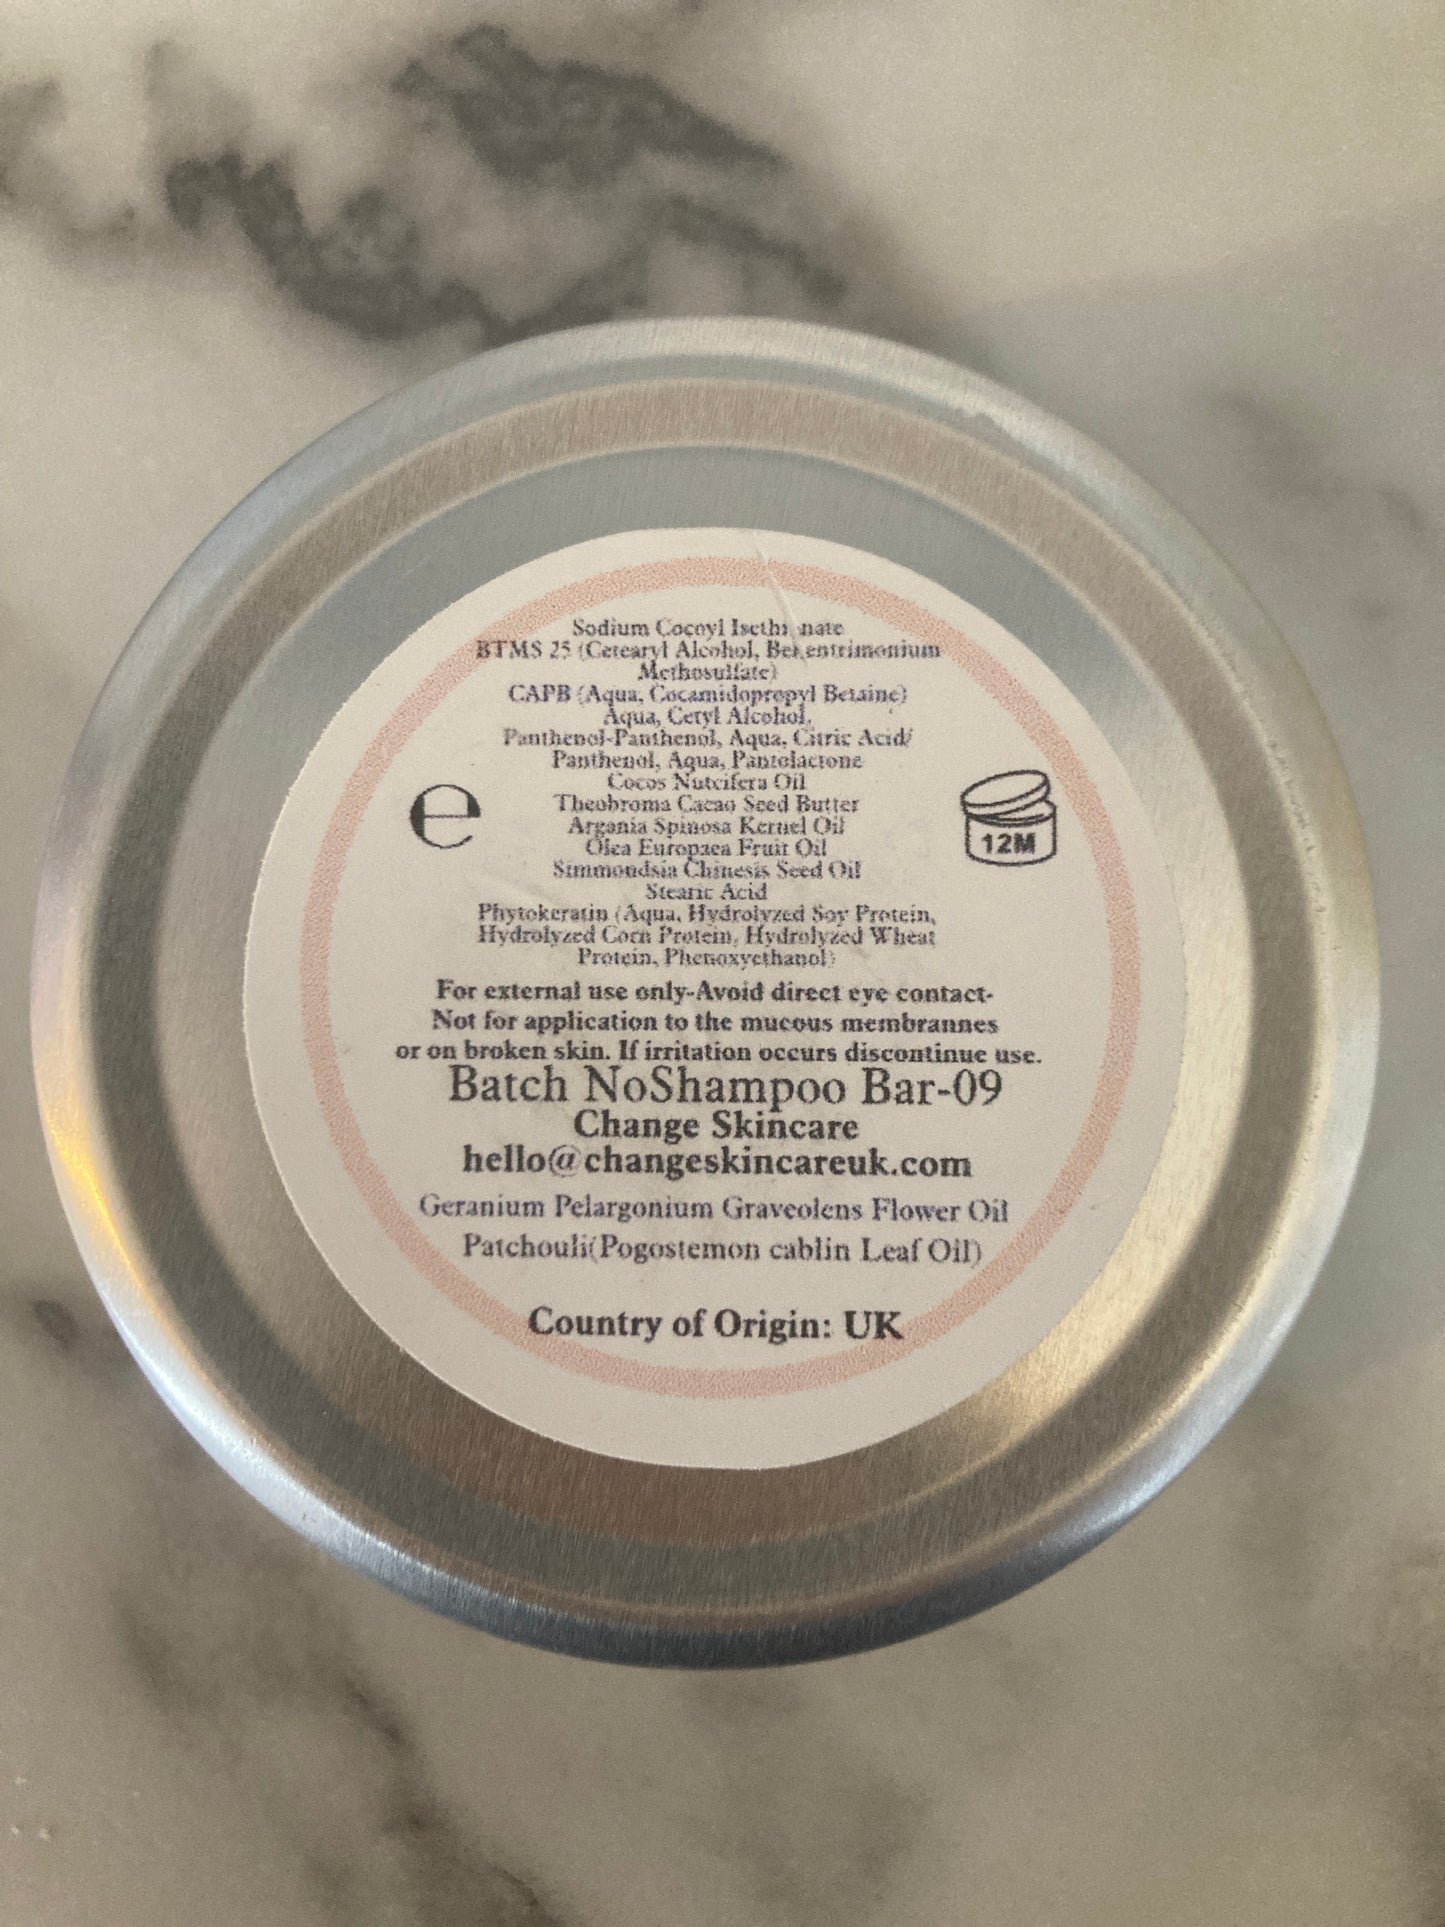 Sodium Cocoyl Isethionate
BTMS 25 (Cetearyl Alcohol, Behentrimonium
Methosulfate)
CAPB (Aqua, Cocamidopropyl Betaine)
Aqua, Cetyl Alcohol,
Panthenol-Panthenol, Aqua, Citric Acid/
Panthenol, Aqua, Pantolactone
Cocos Nutcifera Oil
Theobroma Cacao Seed Butter
Argania Spinosa Kernel Oil
Olea Europaea Fruit Oil
Simmondsia Chinesis Seed Oil
Stearic Acid
Phytokeratin (Aqua, Hydrolyzed Soy Protein,
Hydrolyzed Corn Protein, Hydrolyzed Wheat
Protein, Phenoxyethanol)
e
12M
For external use only-Avoid direct eye contact-
Not for application to the mucous membrannes
or on broken skin. If irritation occurs discontinue use.
Batch NoShampoo Bar-09
Change Skincare
hello@changeskincareuk.com
Geranium Pelargonium Graveolens Flower Oil
Patchouli(Pogostemon cablin Leaf Oil)
Country of Origin: UK